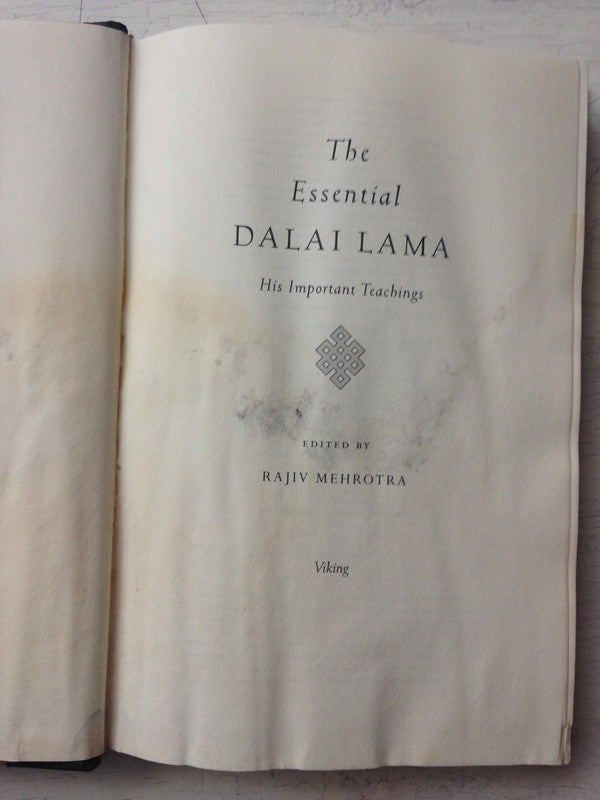 The
Essential
DALAI LAMA
His Important Teachings
EDITED BY
RAJIV MEHROTRA
Viking